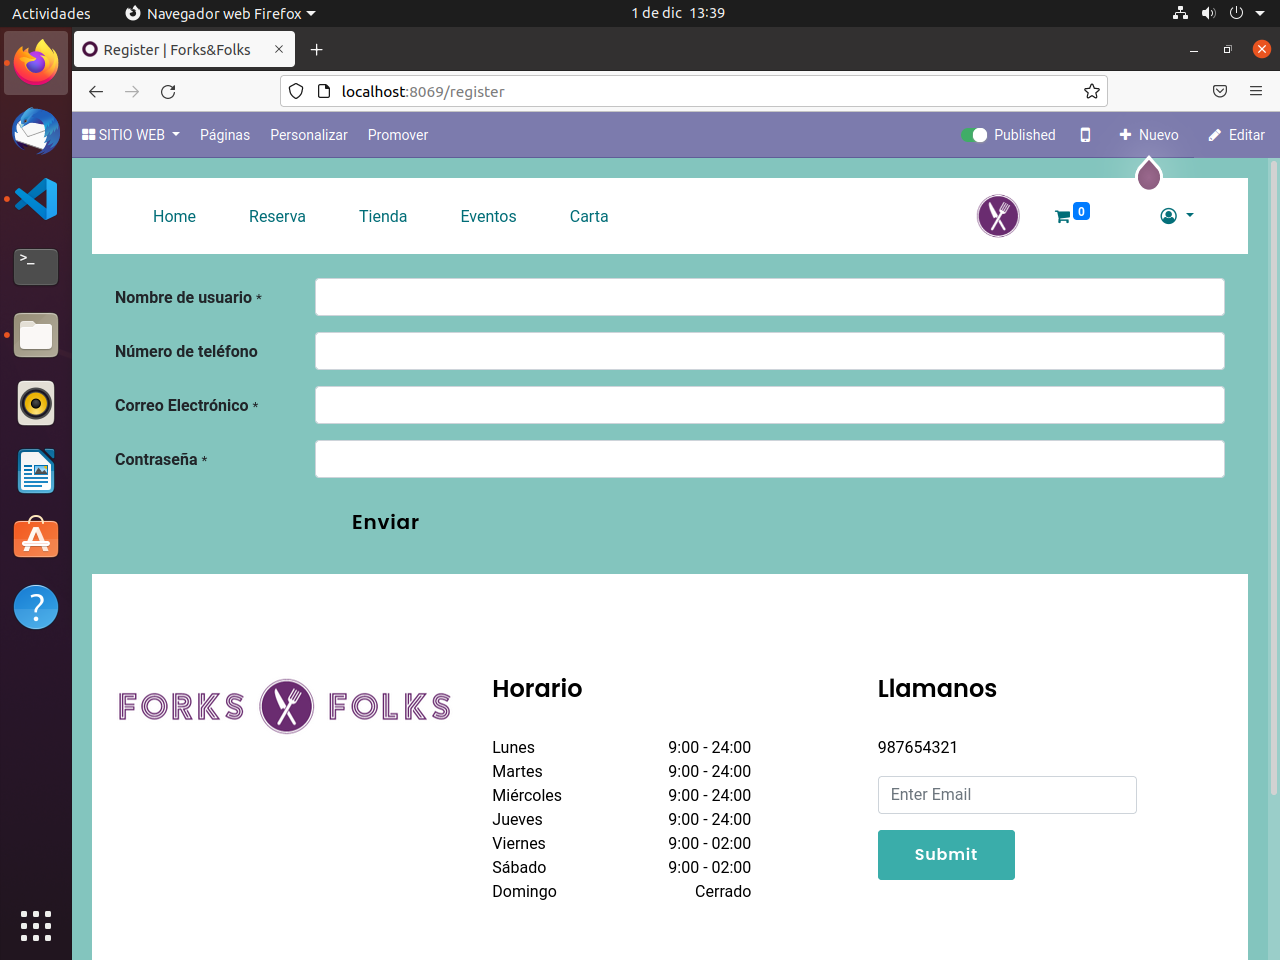 Actividades Navegador web Firefox 1 de dic 13:39
Register | Forks&Folks
localhost:8069/register
SITIO WEB Páginas Personalizar Promover Published Nuevo Editar
Home Reserva Tienda Eventos Carta 0
Nombre de usuario *
Número de teléfono
Correo Electrónico *
Contraseña *
Enviar
FORKS FOLKS
Horario
Lunes 9:00 - 24:00
Martes 9:00 - 24:00
Miércoles 9:00 - 24:00
Jueves 9:00 - 24:00
Viernes 9:00 - 02:00
Sábado 9:00 - 02:00
Domingo Cerrado
Llamanos
987654321
Enter Email
Submit